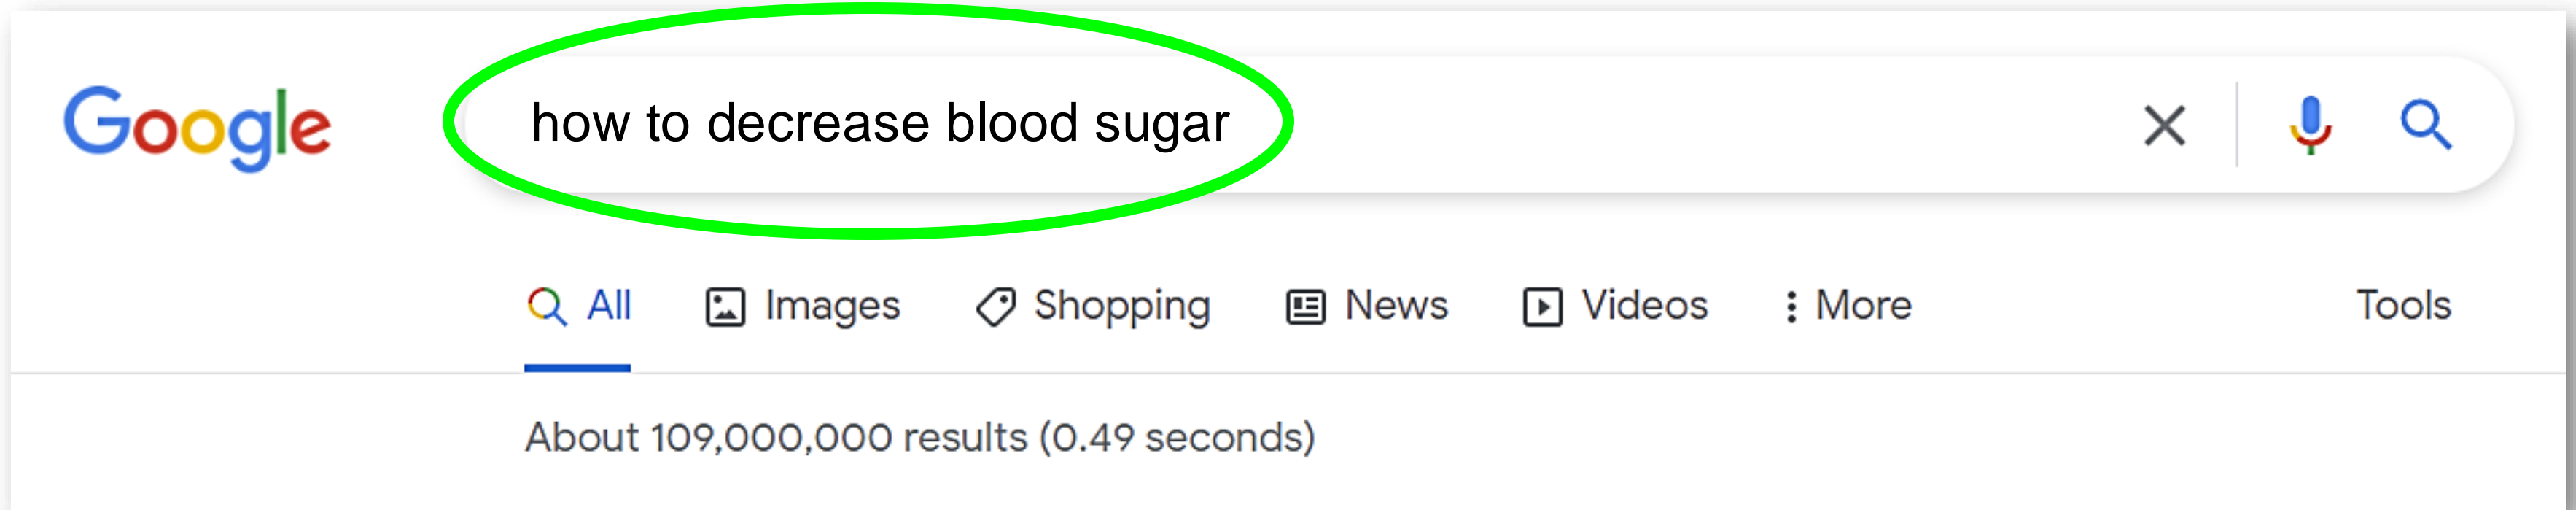 Google how to decrease blood sugar
All Images Shopping News Videos More Tools
About 109,000,000 results (0.49 seconds)